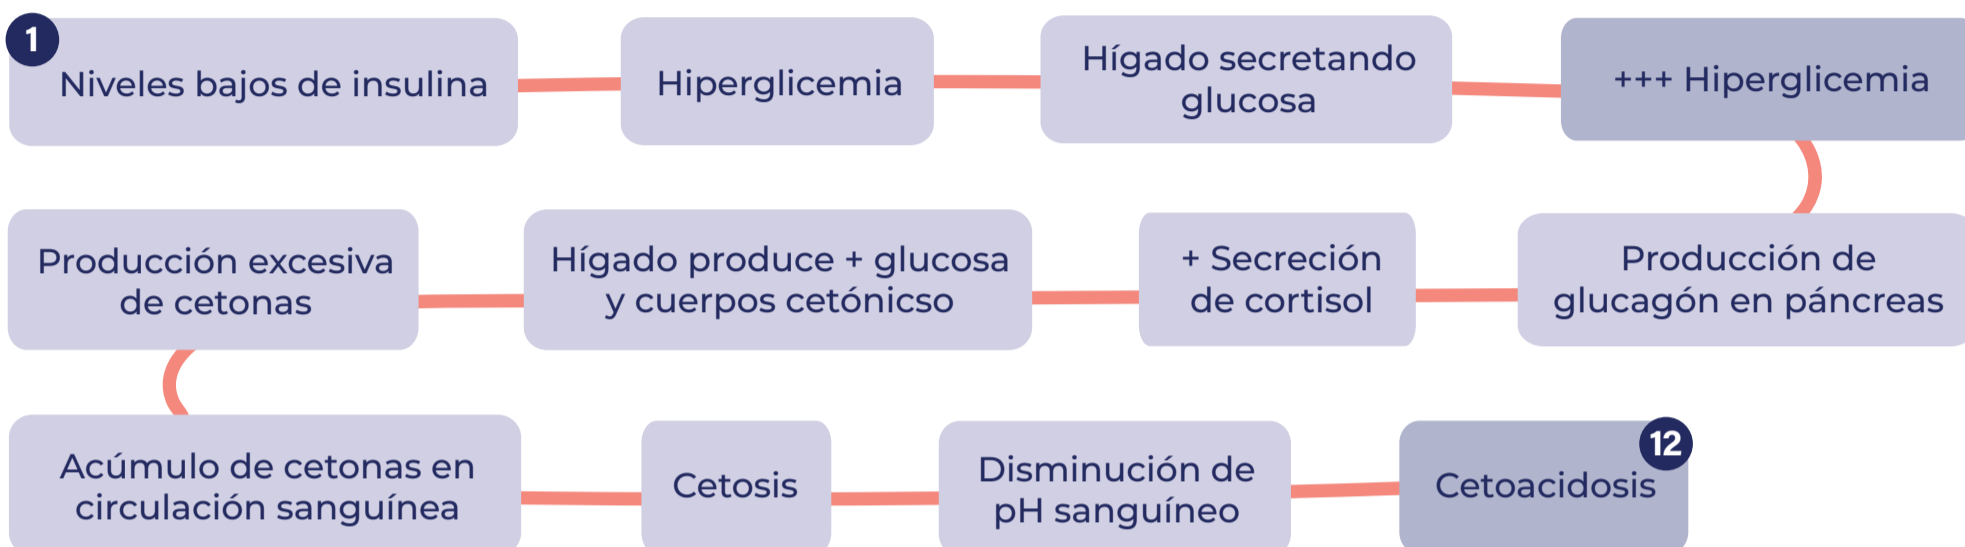 1
Niveles bajos de insulina
Hiperglicemia
Hígado secretando
glucosa
+++ Hiperglicemia
Producción de
glucagón en páncreas
+ Secreción
de cortisol
Hígado produce + glucosa
y cuerpos cetónicso
Producción excesiva
de cetonas
Acúmulo de cetonas en
circulación sanguínea
Cetosis
Disminución de
pH sanguíneo
Cetoacidosis
12